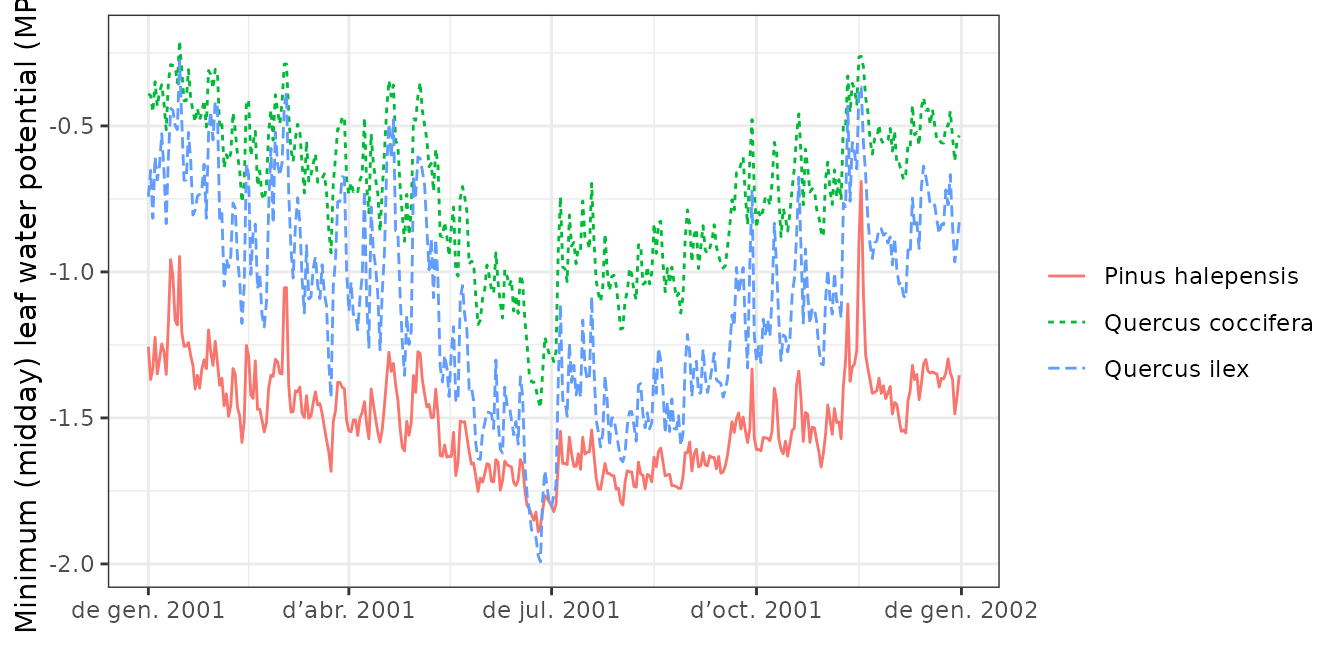 Minimum (midday) leaf water potential (MP
-0.5
-1.0
-1.5
-2.0
de gen. 2001
d’abr. 2001
de jul. 2001
d’oct. 2001
de gen. 2002
Pinus halepensis
Quercus coccifera
Quercus ilex